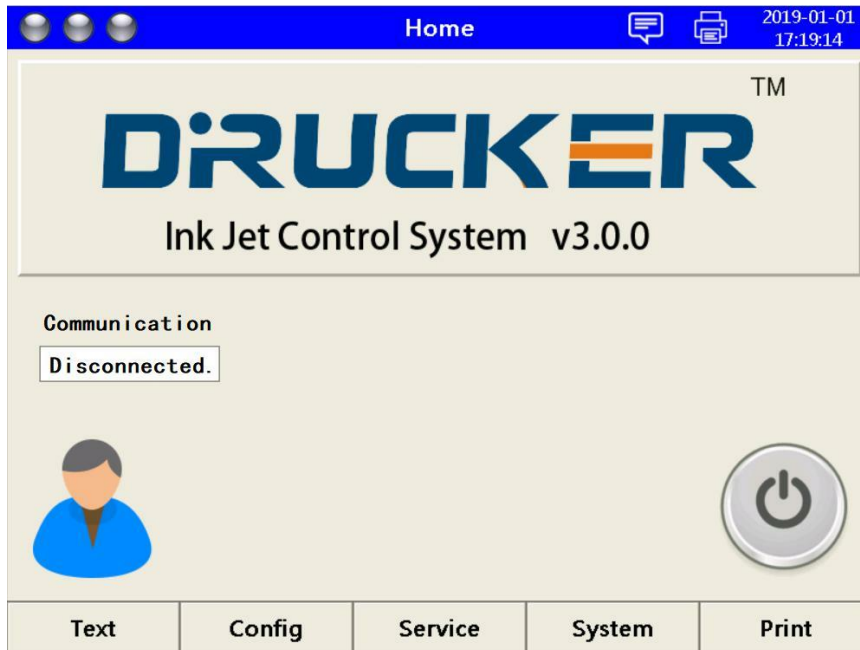 Home
2019-01-01
17:19:14
DRUCKER
TM
Ink Jet Control System v3.0.0
Communication
Disconnected.
Text Config Service System Print